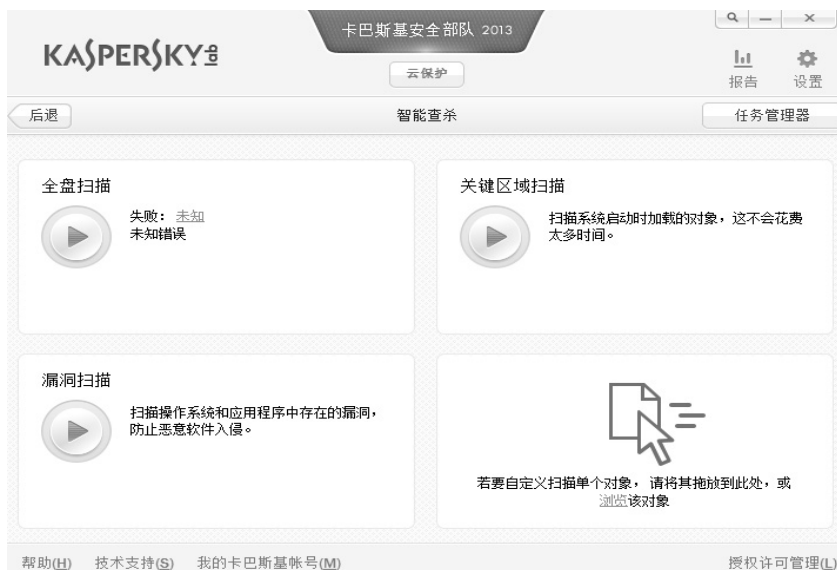 卡巴斯基安全部队 2013
KASPERSKY lab
云保护
报告
设置
后退
智能查杀
任务管理器
全盘扫描
失败： 未知
未知错误
关键区域扫描
扫描系统启动时加载的对象，这不会花费
太多时间。
漏洞扫描
扫描操作系统和应用程序中存在的漏洞，
防止恶意软件入侵。
若要自定义扫描单个对象，请将其拖放到此处，或
浏览该对象
帮助(H) 技术支持(S) 我的卡巴斯基帐号(M) 授权许可管理(L)